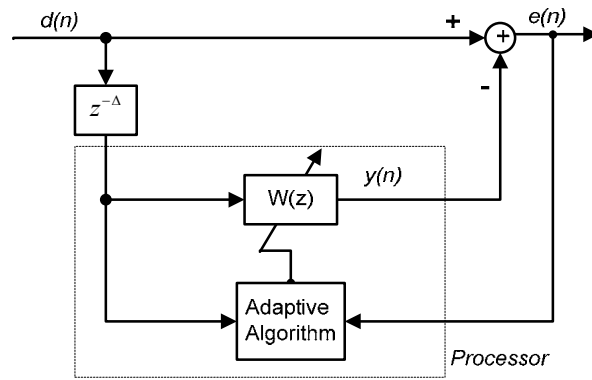 d(n)
+
+
e(n)
-
z^{-Δ}
W(z)
y(n)
Adaptive
Algorithm
Processor